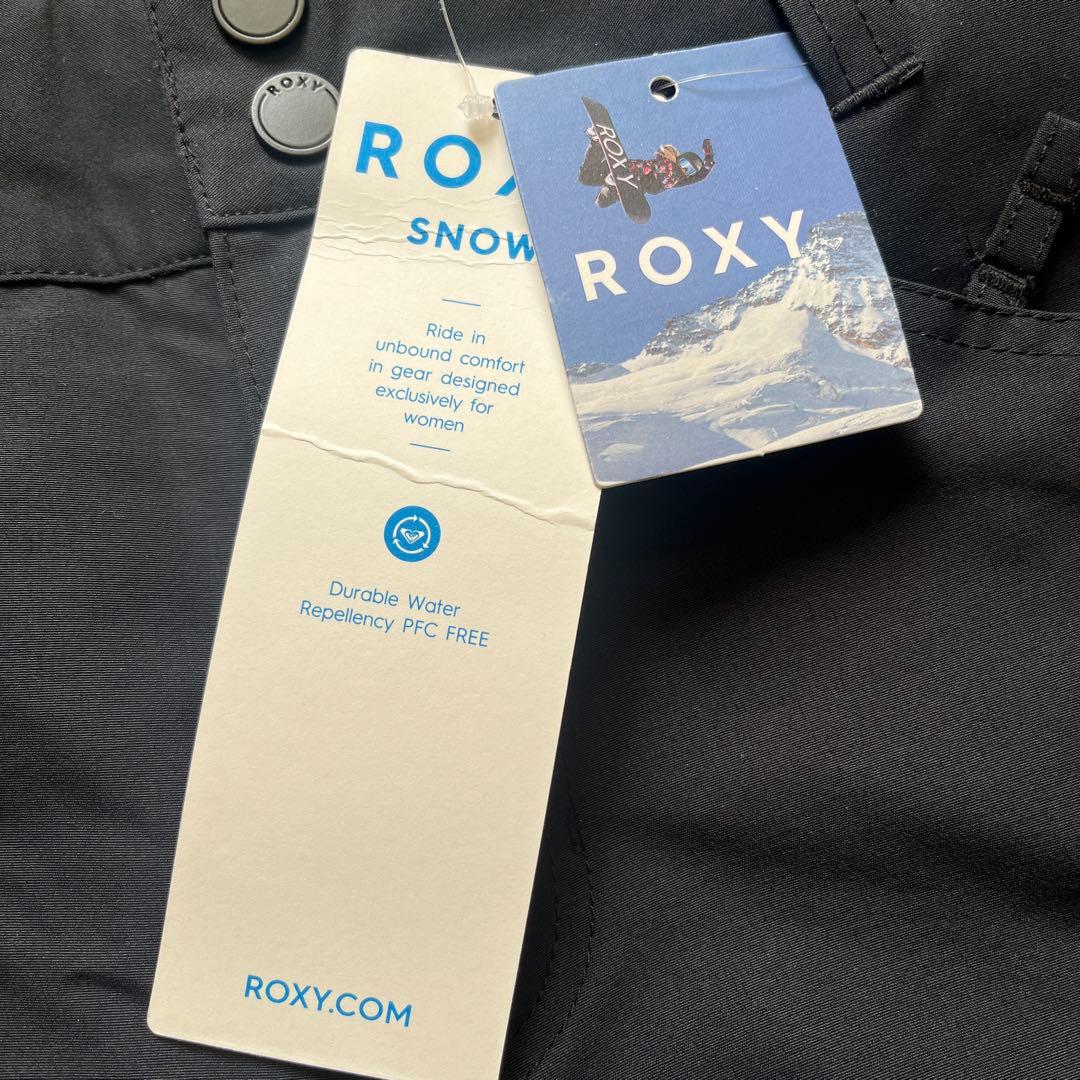 ROXY
RO
SNOW
Ride in
unbound comfort
in gear designed
exclusively for
women
Durable Water
Repellency PFC FREE
ROXY.COM
ROXY
ROXY